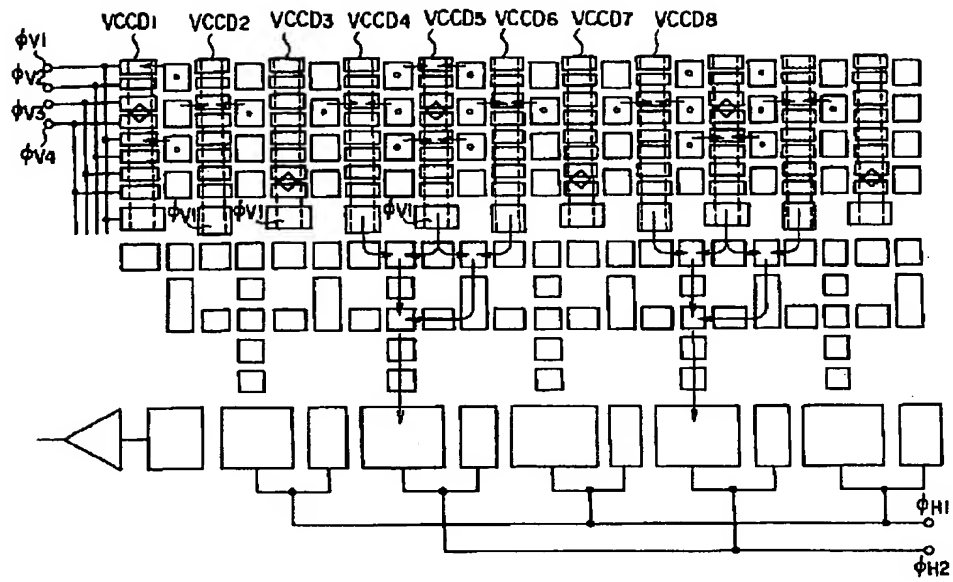 VCCD1 VCCD2 VCCD3 VCCD4 VCCD5 VCCD6 VCCD7 VCCD8
φV1
φV2
φV3
φV4
φV1 φV1 φV1
φH1
φH2